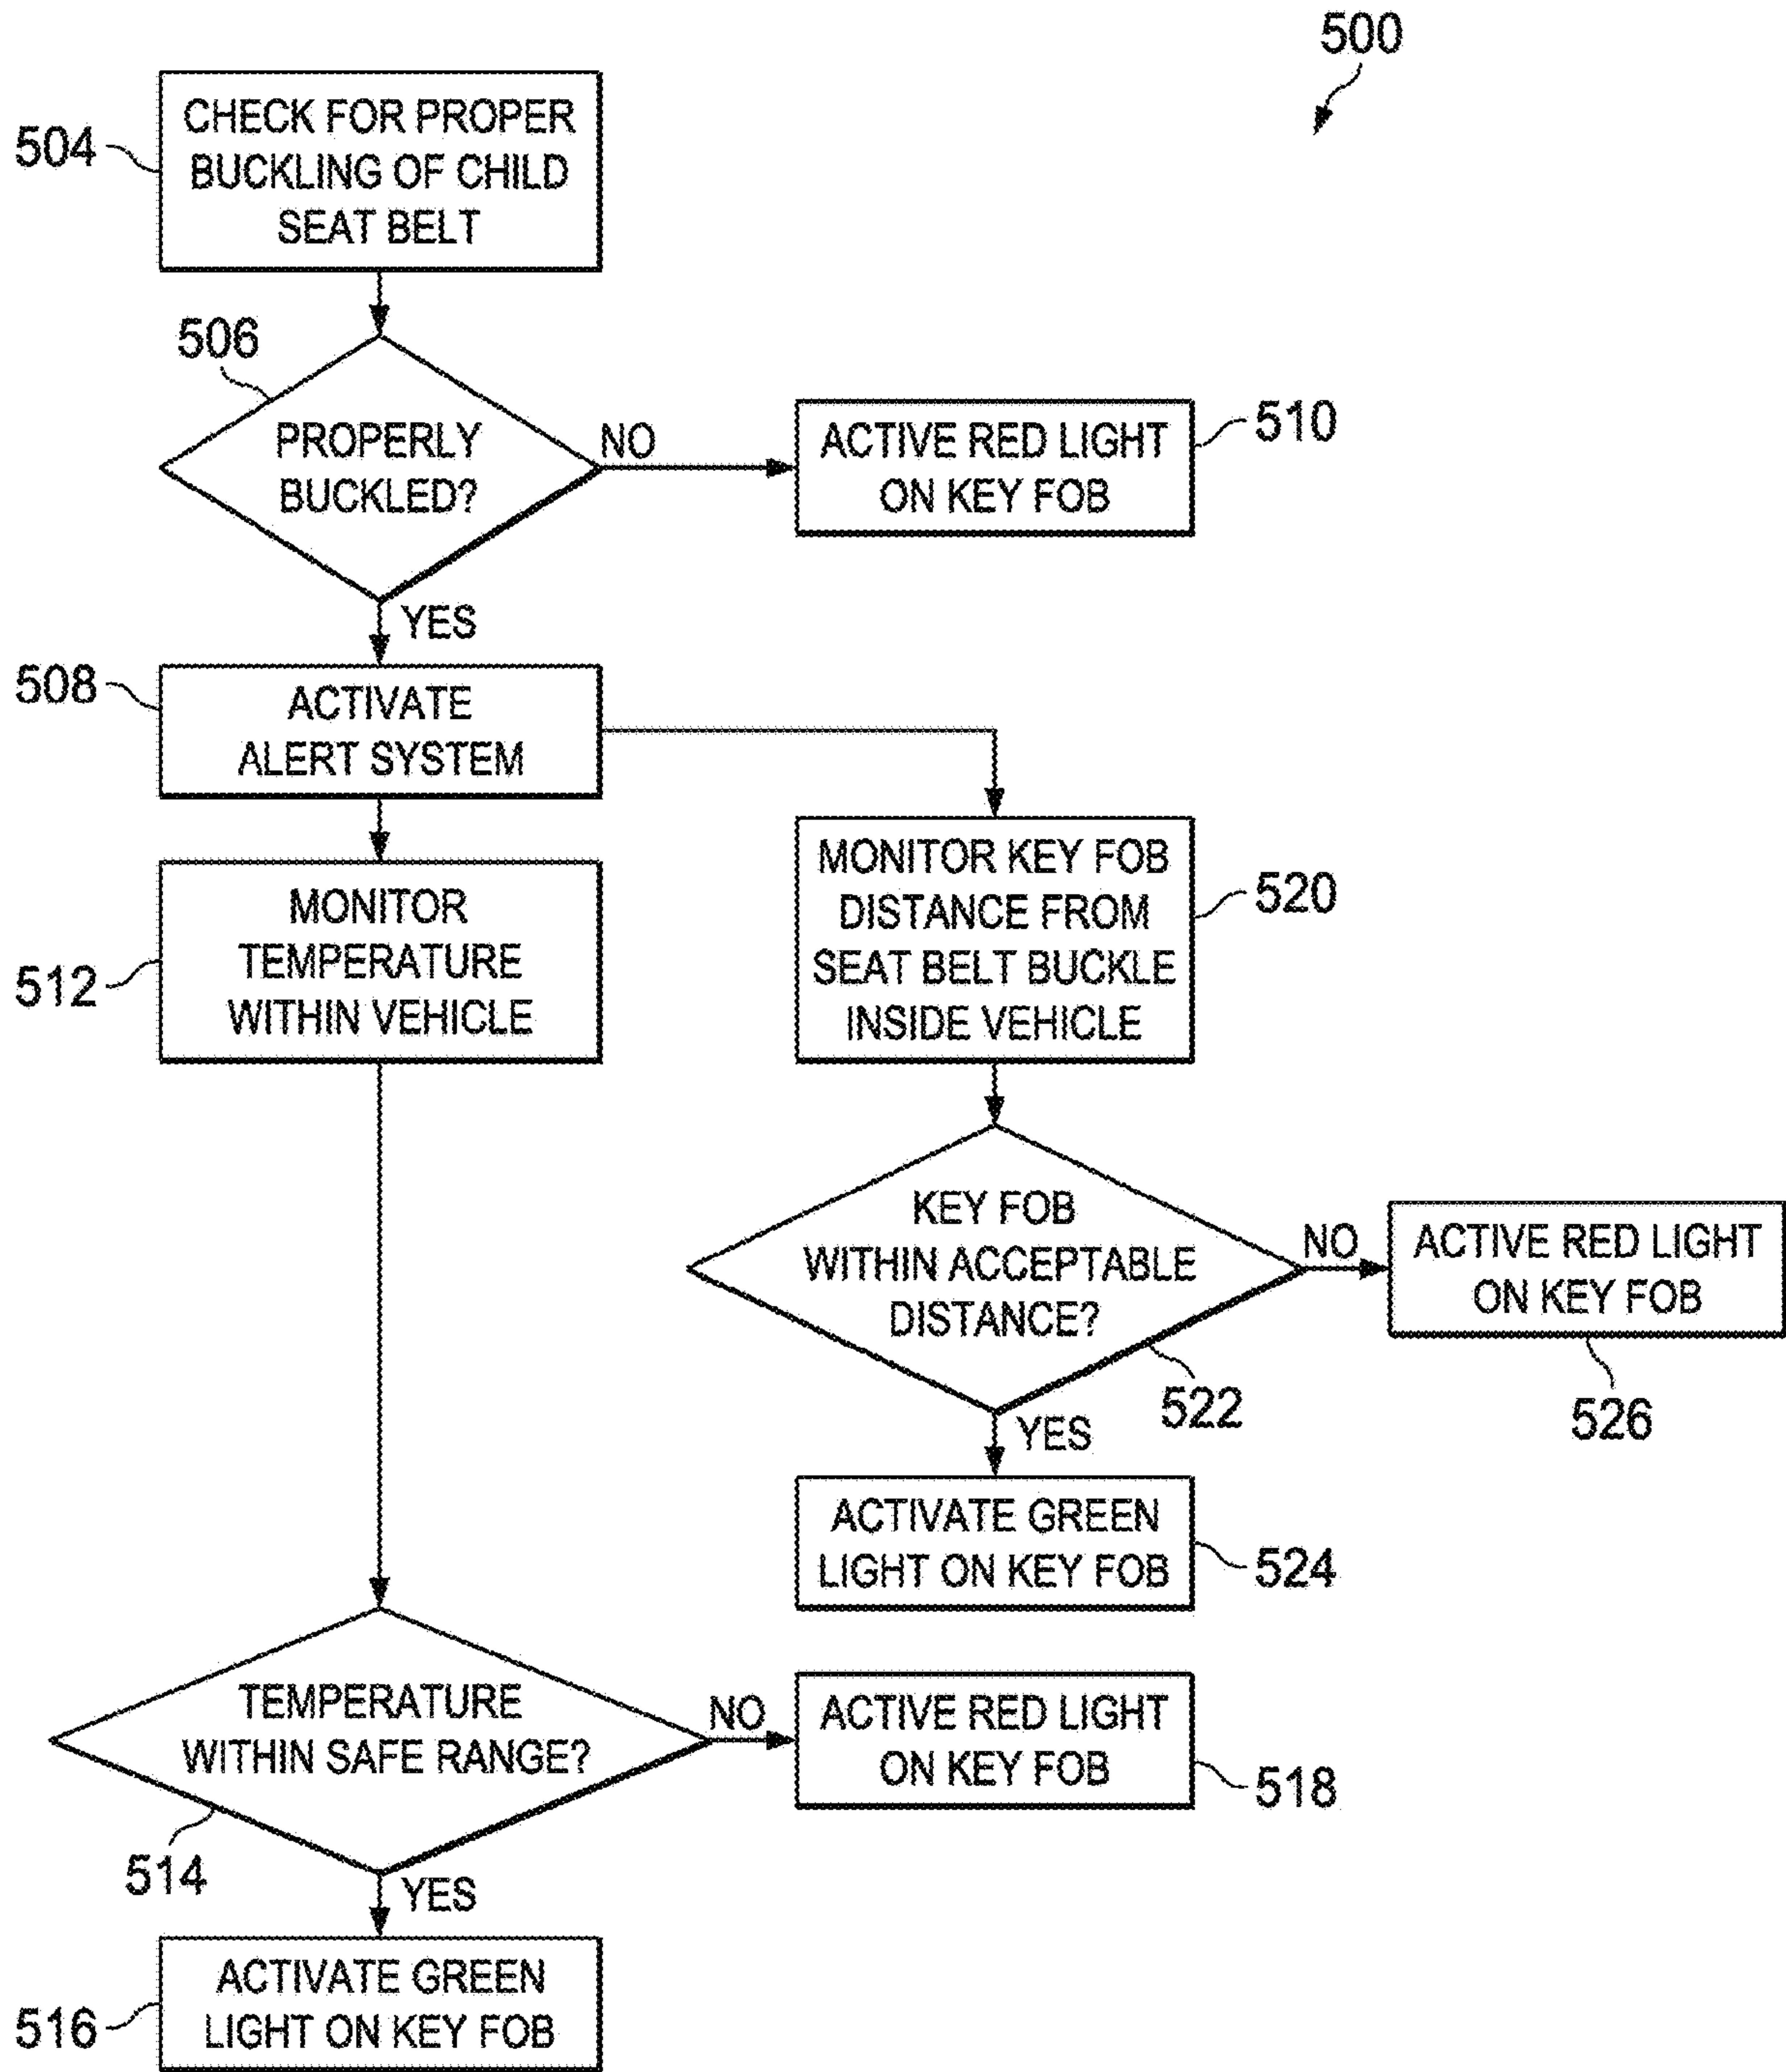 500
504
CHECK FOR PROPER
BUCKLING OF CHILD
SEAT BELT
506
PROPERLY
BUCKLED?
NO
ACTIVE RED LIGHT
ON KEY FOB
510
YES
508
ACTIVATE
ALERT SYSTEM
512
MONITOR
TEMPERATURE
WITHIN VEHICLE
MONITOR KEY FOB
DISTANCE FROM
SEAT BELT BUCKLE
INSIDE VEHICLE
520
KEY FOB
WITHIN ACCEPTABLE
DISTANCE?
522
NO
ACTIVE RED LIGHT
ON KEY FOB
526
YES
ACTIVATE GREEN
LIGHT ON KEY FOB
524
TEMPERATURE
WITHIN SAFE RANGE?
514
NO
ACTIVE RED LIGHT
ON KEY FOB
518
YES
516
ACTIVATE GREEN
LIGHT ON KEY FOB